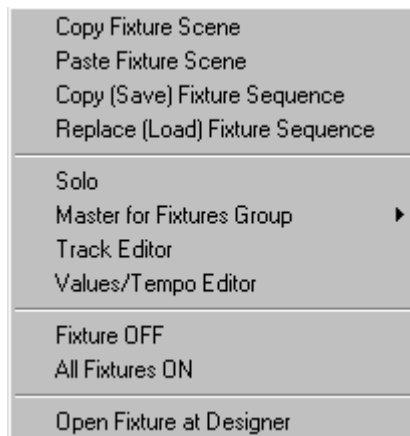 Copy Fixture Scene
Paste Fixture Scene
Copy (Save) Fixture Sequence
Replace (Load) Fixture Sequence
Solo
Master for Fixtures Group
Track Editor
Values/Tempo Editor
Fixture OFF
All Fixtures ON
Open Fixture at Designer